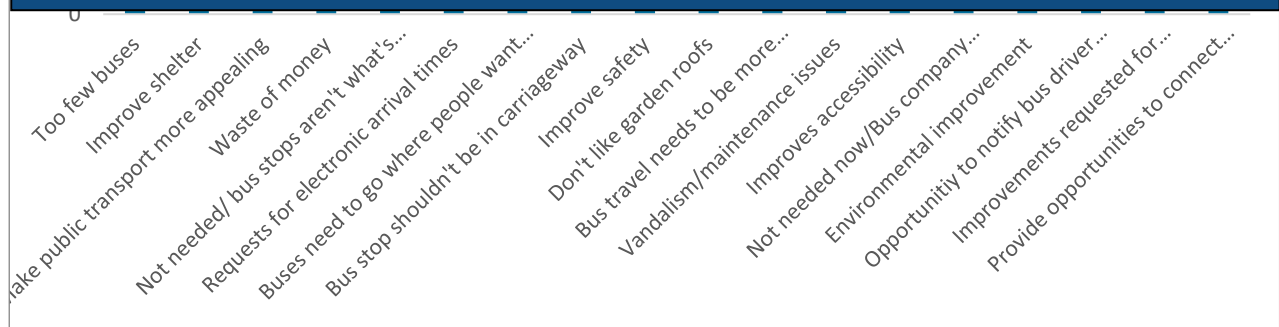 0
Too few buses
Improve shelter
ake public transport more appealing
Waste of money
Not needed/ bus stops aren't what's...
Requests for electronic arrival times
Buses need to go where people want...
Bus stop shouldn't be in carriageway
Improve safety
Don't like garden roofs
Bus travel needs to be more...
Vandalism/maintenance issues
Improves accessibility
Not needed now/Bus company...
Environmental improvement
Opportunitiy to notify bus driver...
Improvements requested for...
Provide opportunities to connect...